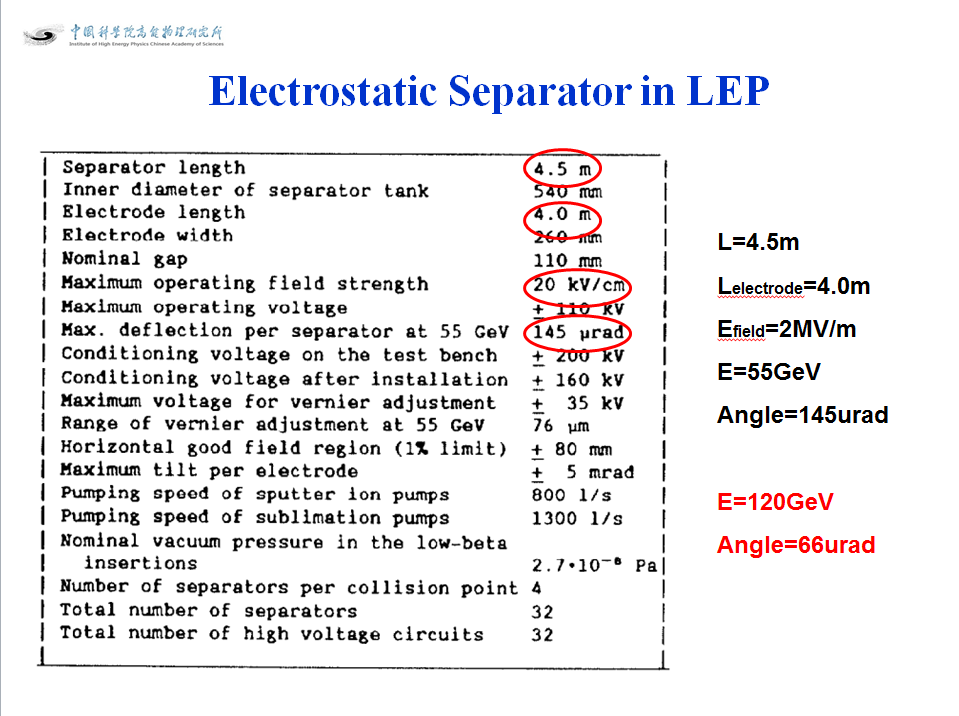 中国科学院高能物理研究所
Institute of High Energy Physics Chinese Academy of Sciences
Electrostatic Separator in LEP
Separator length 4.5 m
Inner diameter of separator tank 540 mm
Electrode length 4.0 m
Electrode width 260 mm
Nominal gap 110 mm
Maximum operating field strength 20 kV/cm
Maximum operating voltage ± 110 kV
Max. deflection per separator at 55 GeV 145 µrad
Conditioning voltage on the test bench ± 200 kV
Conditioning voltage after installation ± 160 kV
Maximum voltage for vernier adjustment ± 35 kV
Range of vernier adjustment at 55 GeV 76 µm
Horizontal good field region (1% limit) ± 80 mm
Maximum tilt per electrode ± 5 mrad
Pumping speed of sputter ion pumps 800 l/s
Pumping speed of sublimation pumps 1300 l/s
Nominal vacuum pressure in the low-beta
insertions 2.7•10⁻⁸ Pa
Number of separators per collision point 4
Total number of separators 32
Total number of high voltage circuits 32
L=4.5m
Lelectrode=4.0m
Efield=2MV/m
E=55GeV
Angle=145urad
E=120GeV
Angle=66urad